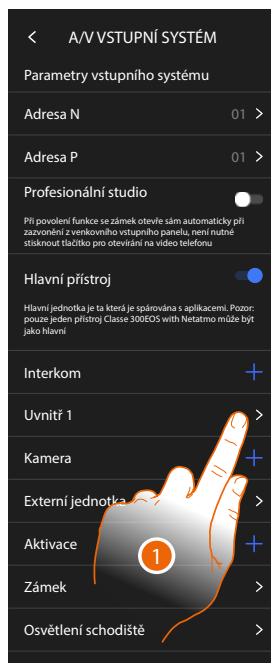 A/V VSTUPNÍ SYSTÉM
Parametry vstupního systému
Adresa N 01
Adresa P 01
Profesionální studio
Při povolení funkce se zámek otevře sám automaticky při
zazvonění z venkovního vstupního panelu, není nutné
stisknout tlačítko pro otevírání na video telefonu
Hlavní přístroj
Hlavní jednotka je ta která je spárována s aplikacemi. Pozor:
pouze jeden přístroj Classe 300EOS with Netatmo může být
jako hlavní
Interkom
Uvnitř 1
Kamera
Externí jednotka
Aktivace
1
Zámek
Osvětlení schodiště